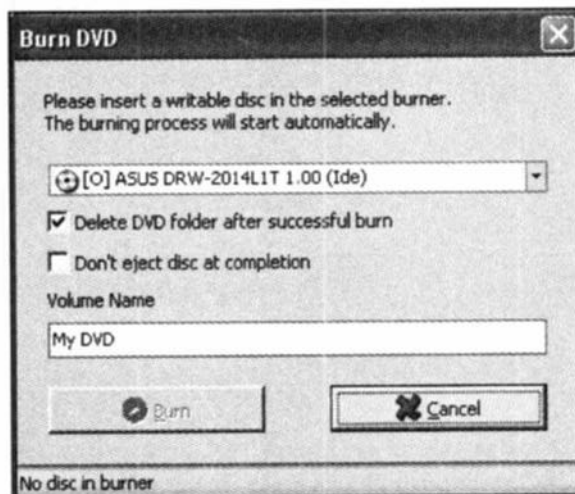 Burn DVD
Please insert a writable disc in the selected burner.
The burning process will start automatically.
[O] ASUS DRW-2014L1T 1.00 (Ide)
Delete DVD folder after successful burn
Don't eject disc at completion
Volume Name
My DVD
Burn
Cancel
No disc in burner